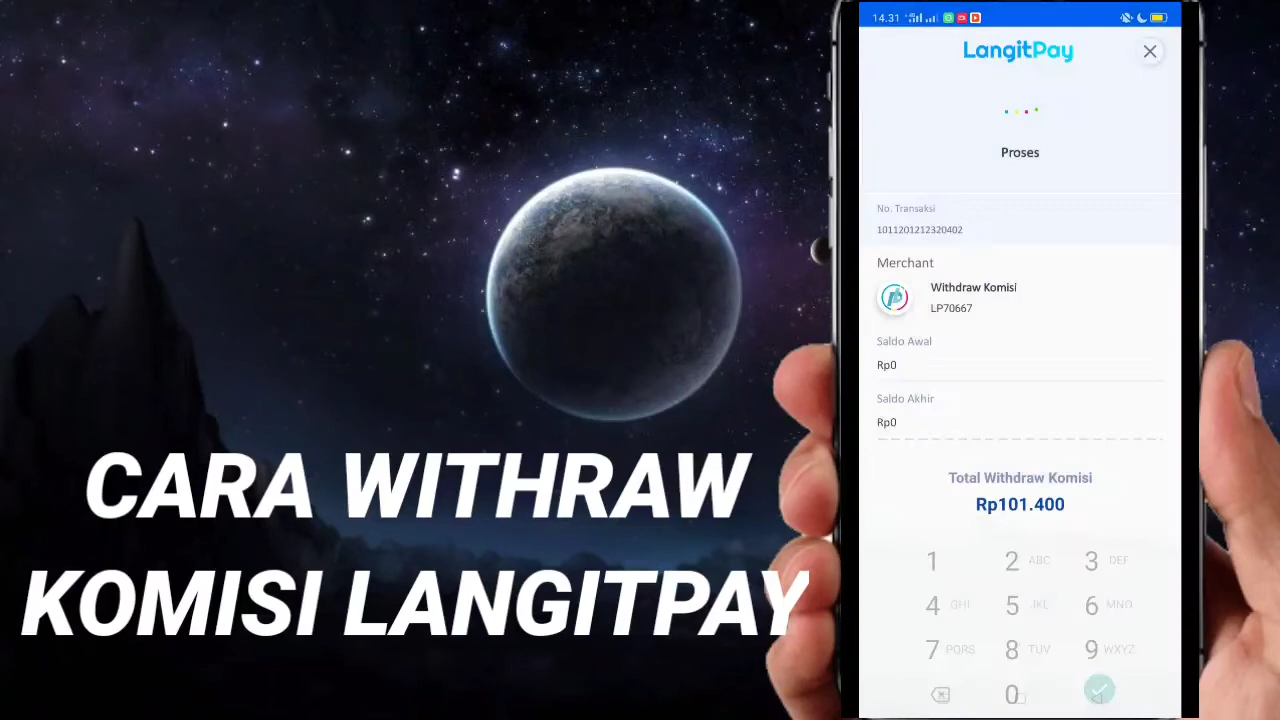 14.31
LangitPay
Proses
No. Transaksi
1011201212320402
Merchant
Withdraw Komisi
LP70667
Saldo Awal
Rp0
Saldo Akhir
Rp0
Total Withdraw Komisi
Rp101.400
1 2 ABC 3 DEF
4 GHI 5 JKL 6 MNO
7 PQRS 8 TUV 9 WXYZ
0
CARA WITHRAW
KOMISI LANGITPAY